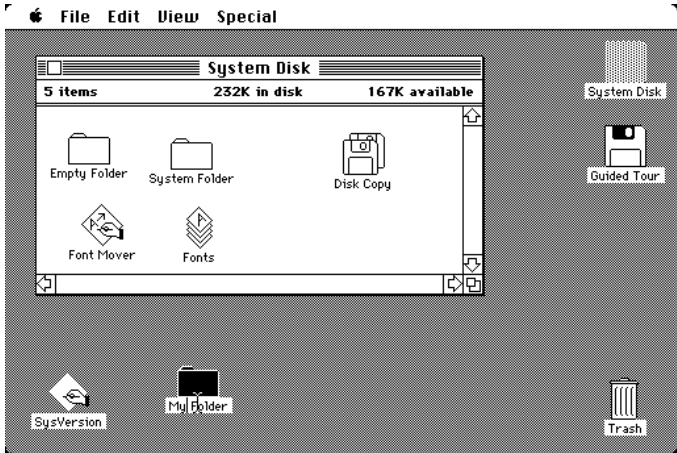 File Edit View Special
System Disk
5 items 232K in disk 167K available
Empty Folder System Folder Disk Copy
Font Mover Fonts
System Disk
Guided Tour
SysVersion My Folder Trash